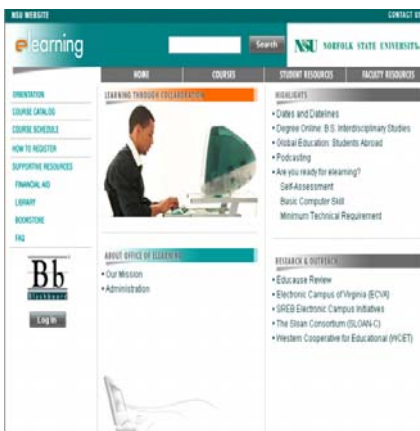 NSU WEBSITE
CONTACT US
elearning
Search
NSU NORFOLK STATE UNIVERSITY
HOME
COURSES
STUDENT RESOURCES
FACULTY RESOURCES
ORIENTATION
COURSE CATALOG
COURSE SCHEDULE
HOW TO REGISTER
SUPPORTIVE RESOURCES
FINANCIAL AID
LIBRARY
BOOKSTORE
FAQ
Bb
Blackboard
Log In
LEARNING THROUGH COLLABORATION
ABOUT OFFICE OF ELEARNING
• Our Mission
• Administration
HIGHLIGHTS
• Dates and Datelines
• Degree Online: B.S. Interdisciplinary Studies
• Global Education: Students Abroad
• Podcasting
• Are you ready for elearning?
Self-Assessment
Basic Computer Skill
Minimum Technical Requirement
RESEARCH & OUTREACH
• Educause Review
• Electronic Campus of Virginia (ECVA)
• SREB Electronic Campus Initiatives
• The Sloan Consortium (SLOAN-C)
• Western Cooperative for Educational (WCET)